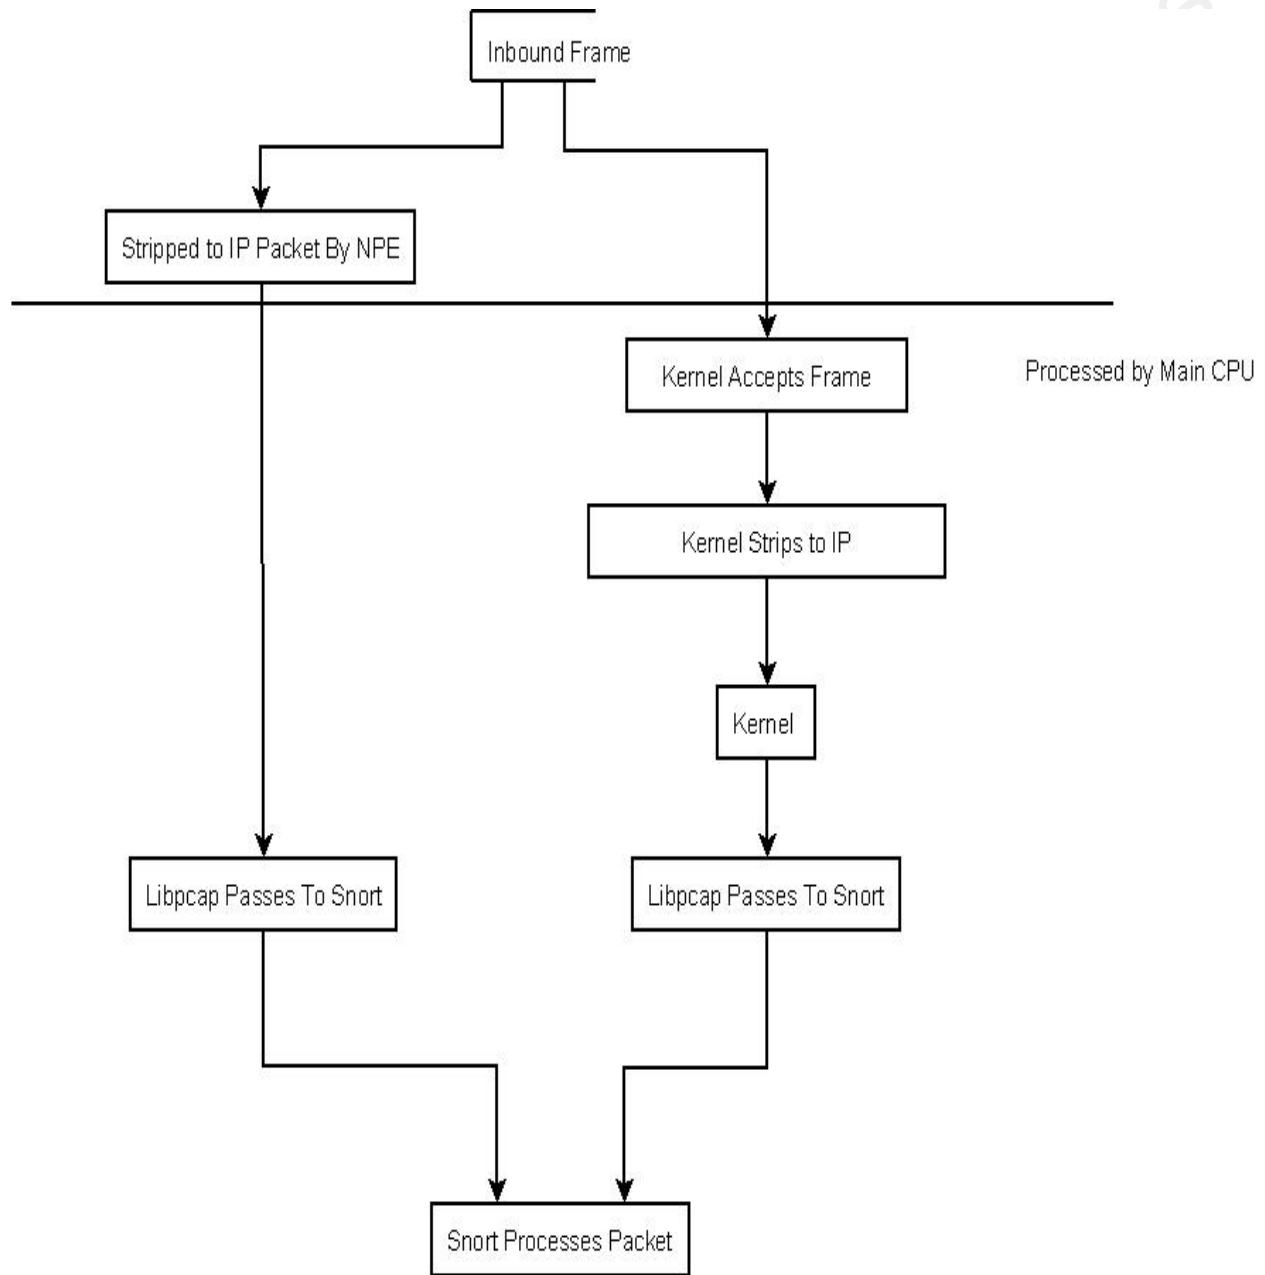 Inbound Frame
Stripped to IP Packet By NPE
Kernel Accepts Frame
Processed by Main CPU
Kernel Strips to IP
Kernel
Libpcap Passes To Snort
Libpcap Passes To Snort
Snort Processes Packet